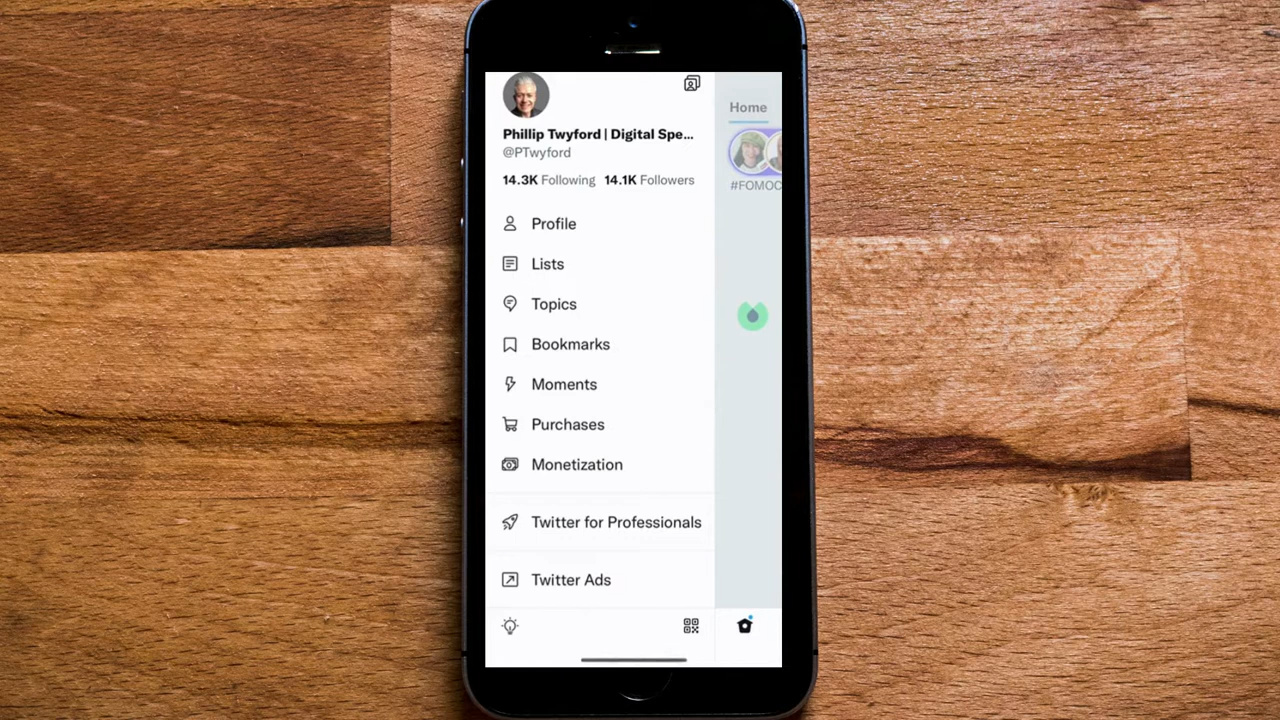 Phillip Twyford | Digital Spe...
@PTwyford
14.3K Following 14.1K Followers
Profile
Lists
Topics
Bookmarks
Moments
Purchases
Monetization
Twitter for Professionals
Twitter Ads
Home
#FOMOC